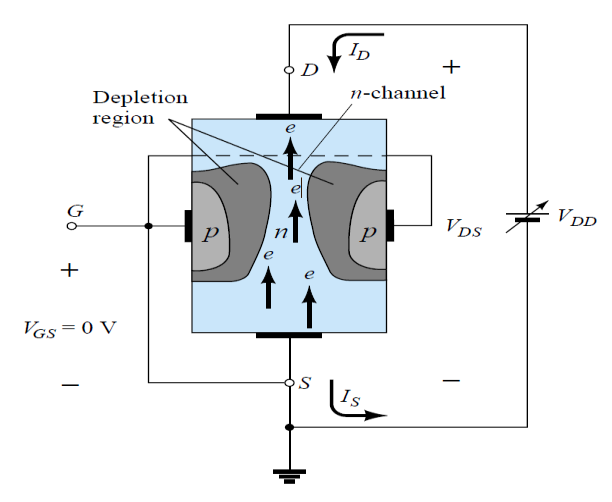 I_D
D
+
n-channel
Depletion
region
e
e
G
p
n
p
V_DS
V_DD
e
e
+
V_GS = 0 V
–
S
I_S
–